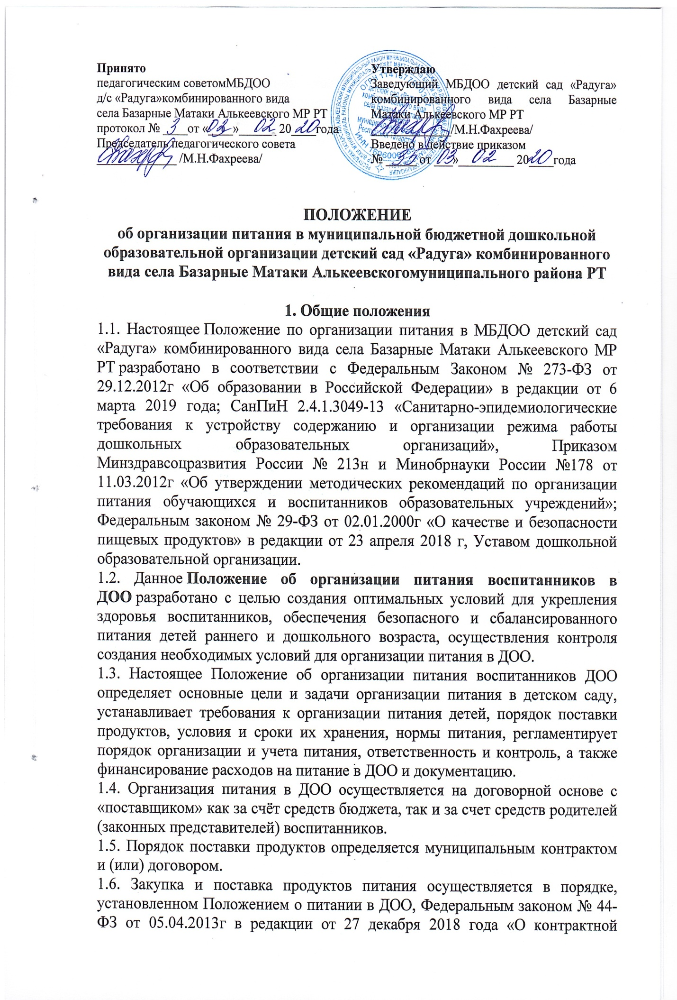 Принято
педагогическим советомМБДОО
д/с «Радуга»комбинированного вида
села Базарные Матаки Алькеевского МР РТ
протокол № 3 от «03» 02 2020года
Председатель педагогического совета
/М.Н.Фахреева/
Утверждаю
Заведующий МБДОО детский сад «Радуга»
комбинированного вида села Базарные
Матаки Алькеевского МР РТ
/М.Н.Фахреева/
Введено в действие приказом
№ 35 от 03» 02 2020года
ПОЛОЖЕНИЕ
об организации питания в муниципальной бюджетной дошкольной
образовательной организации детский сад «Радуга» комбинированного
вида села Базарные Матаки Алькеевскогомуниципального района РТ
1. Общие положения
1.1. Настоящее Положение по организации питания в МБДОО детский сад
«Радуга» комбинированного вида села Базарные Матаки Алькеевского МР
РТ разработано в соответствии с Федеральным Законом № 273-ФЗ от
29.12.2012г «Об образовании в Российской Федерации» в редакции от 6
марта 2019 года; СанПиН 2.4.1.3049-13 «Санитарно-эпидемиологические
требования к устройству содержанию и организации режима работы
дошкольных образовательных организаций», Приказом
Минздравсоцразвития России № 213н и Минобрнауки России №178 от
11.03.2012г «Об утверждении методических рекомендаций по организации
питания обучающихся и воспитанников образовательных учреждений»;
Федеральным законом № 29-ФЗ от 02.01.2000г «О качестве и безопасности
пищевых продуктов» в редакции от 23 апреля 2018 г, Уставом дошкольной
образовательной организации.
1.2. Данное Положение об организации питания воспитанников в
ДОО разработано с целью создания оптимальных условий для укрепления
здоровья воспитанников, обеспечения безопасного и сбалансированного
питания детей раннего и дошкольного возраста, осуществления контроля
создания необходимых условий для организации питания в ДОО.
1.3. Настоящее Положение об организации питания воспитанников ДОО
определяет основные цели и задачи организации питания в детском саду,
устанавливает требования к организации питания детей, порядок поставки
продуктов, условия и сроки их хранения, нормы питания, регламентирует
порядок организации и учета питания, ответственность и контроль, а также
финансирование расходов на питание в ДОО и документацию.
1.4. Организация питания в ДОО осуществляется на договорной основе с
«поставщиком» как за счёт средств бюджета, так и за счет средств родителей
(законных представителей) воспитанников.
1.5. Порядок поставки продуктов определяется муниципальным контрактом
и (или) договором.
1.6. Закупка и поставка продуктов питания осуществляется в порядке,
установленном Положением о питании в ДОО, Федеральным законом № 44-
ФЗ от 05.04.2013г в редакции от 27 декабря 2018 года «О контрактной